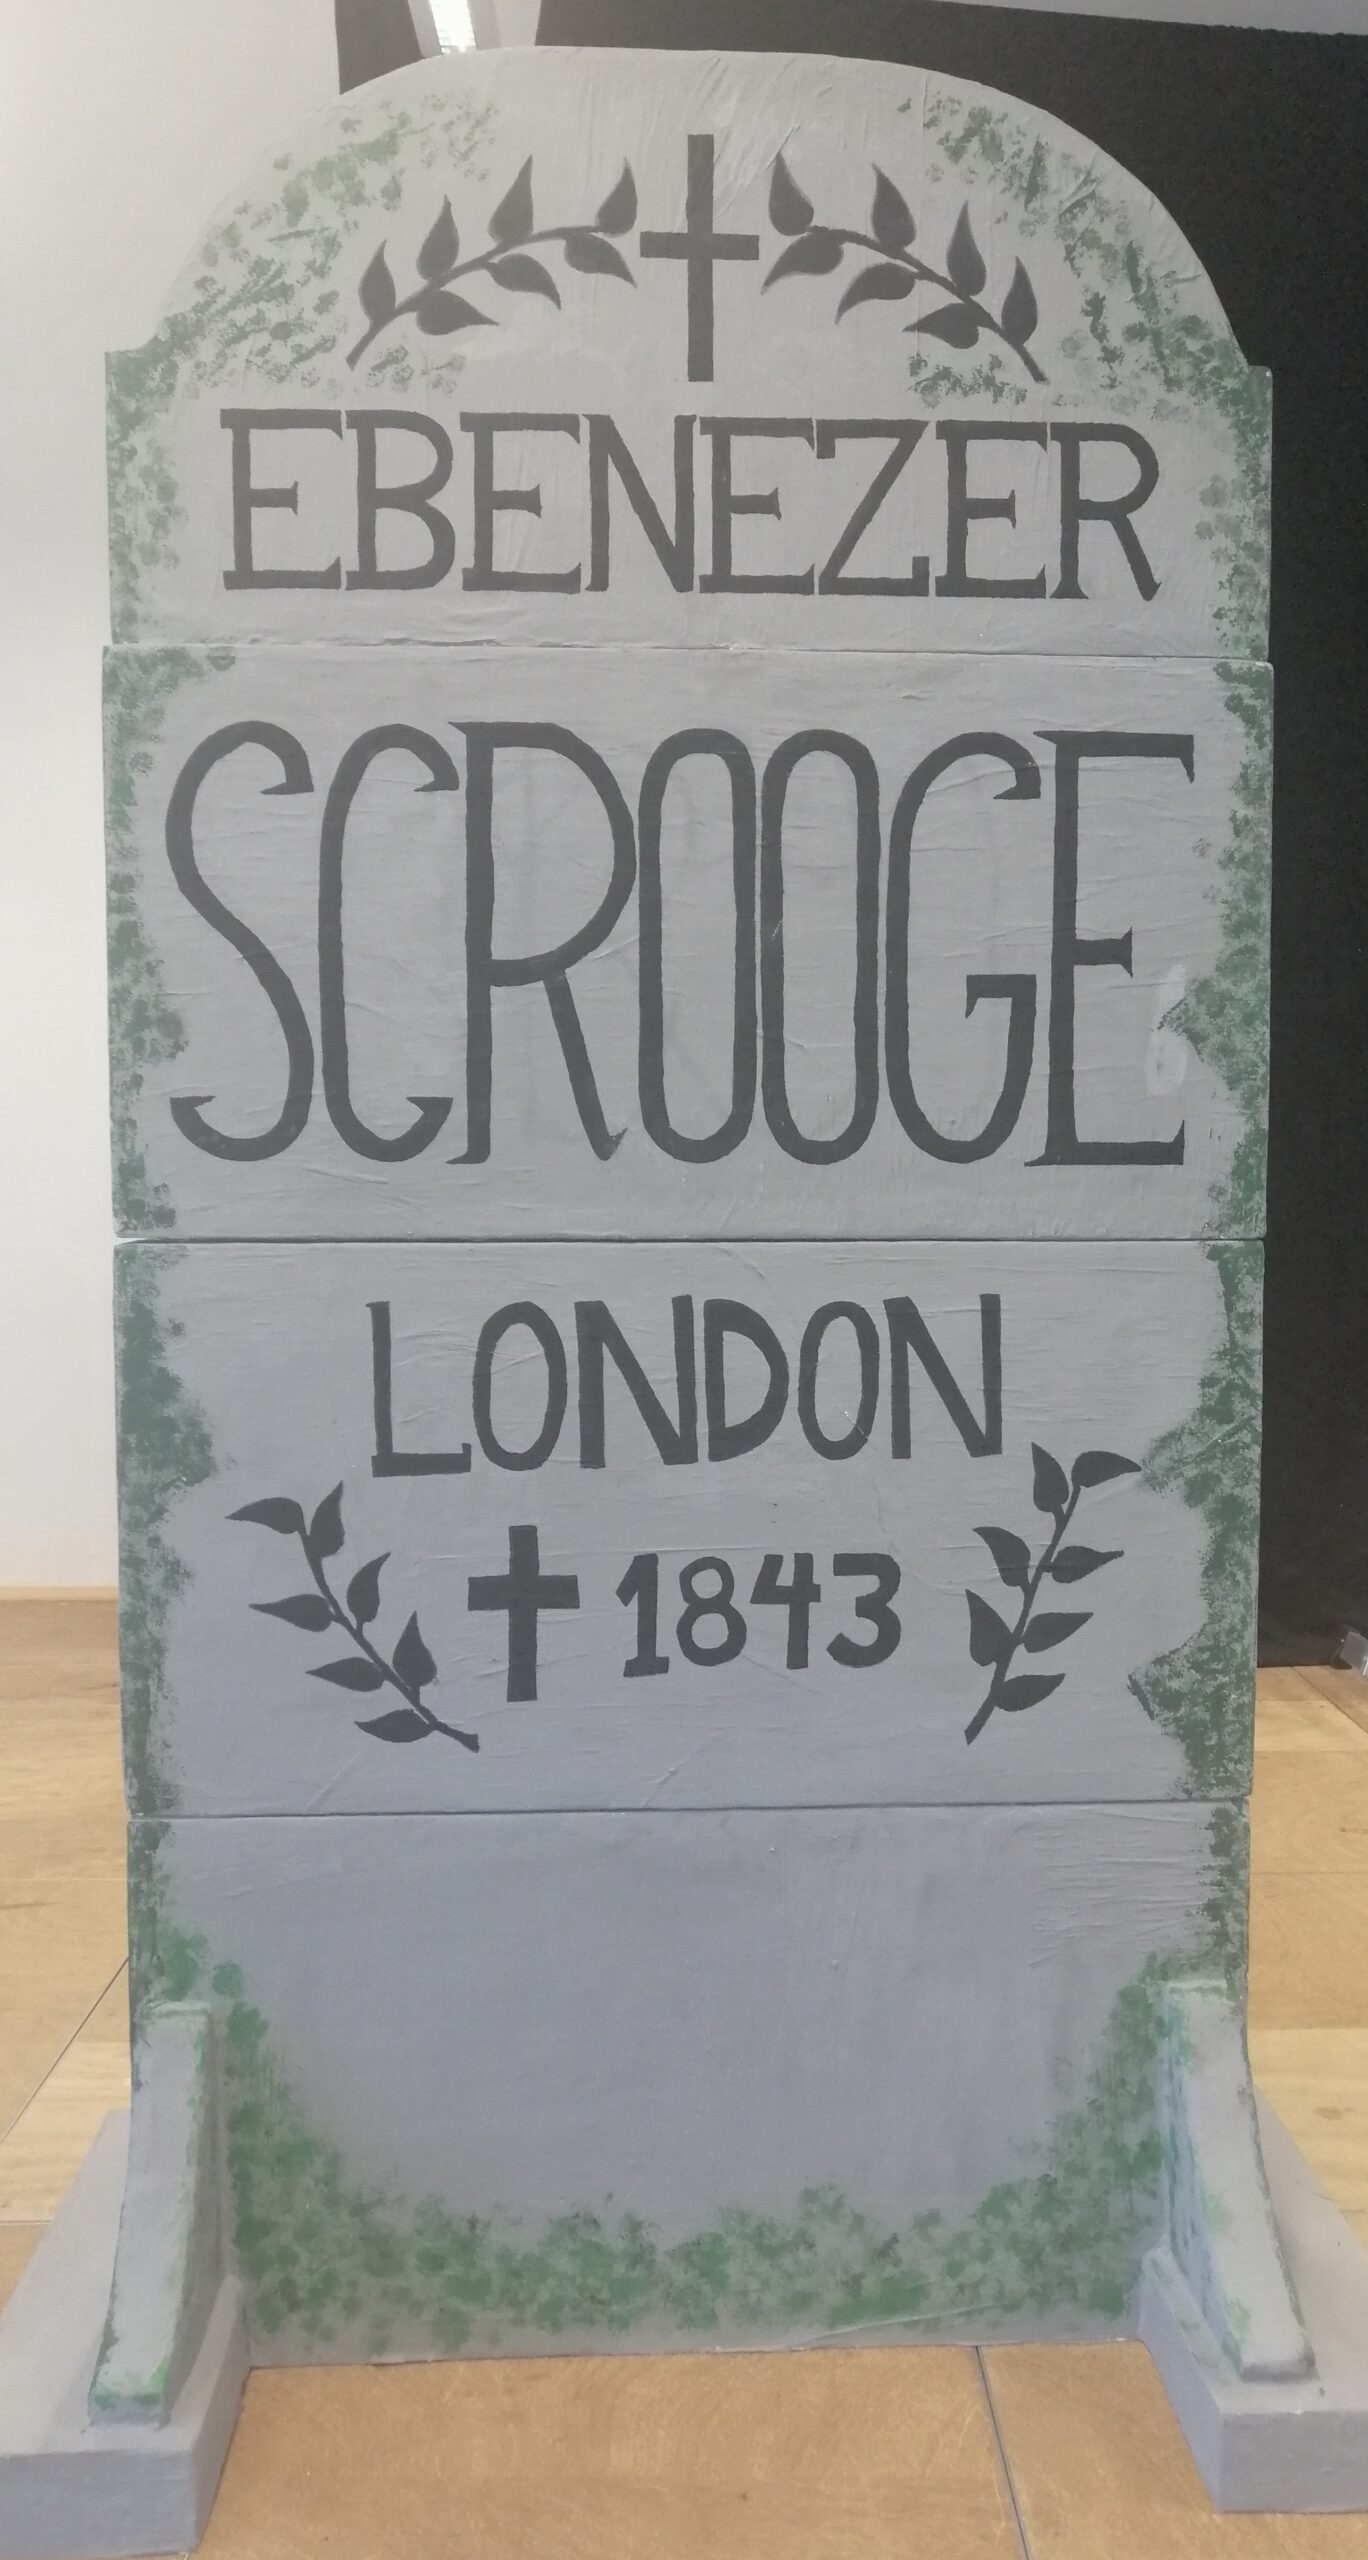 EBENEZER
SCROOGE
LONDON
✝ 1843